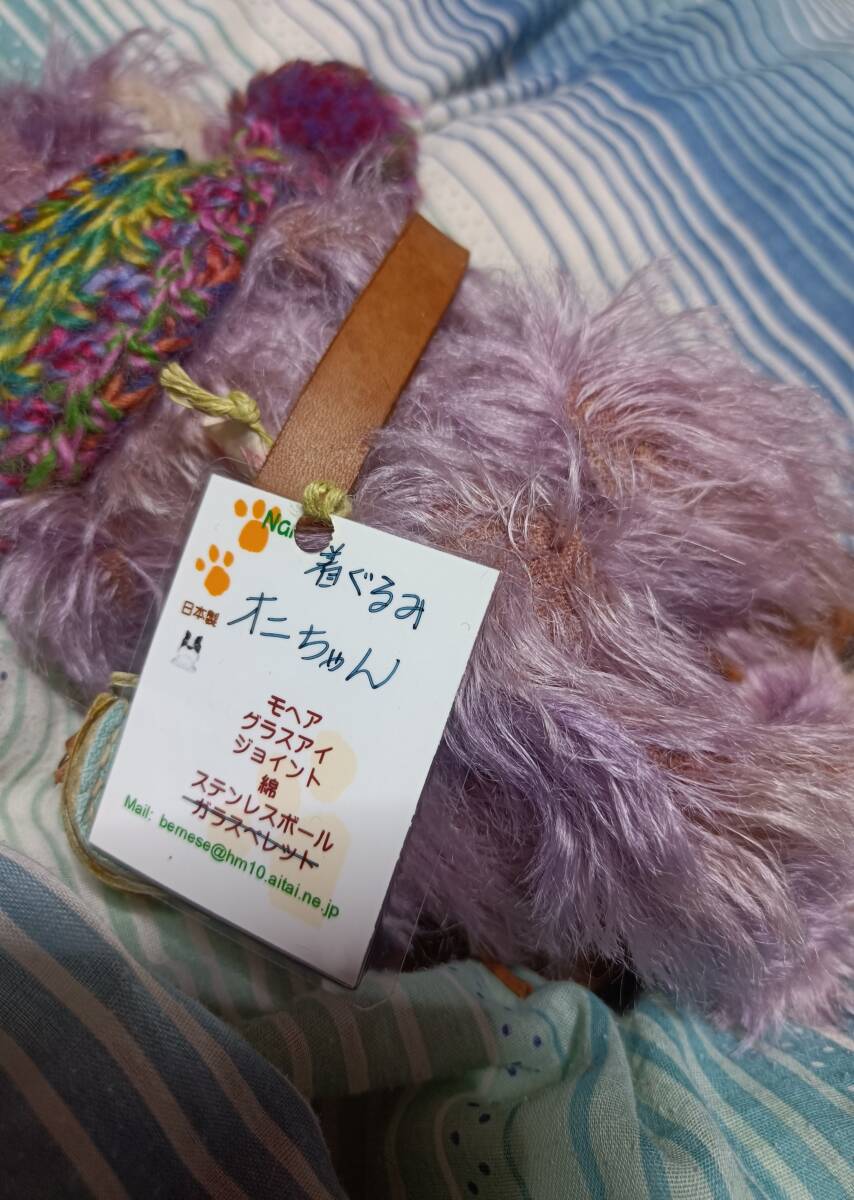 Na
着ぐるみ
オニちゃん
日本製
モヘア
グラスアイ
ジョイント
綿
ステンレスボール
ガラスペレット
Mail: bernese@hm10.aitai.ne.jp